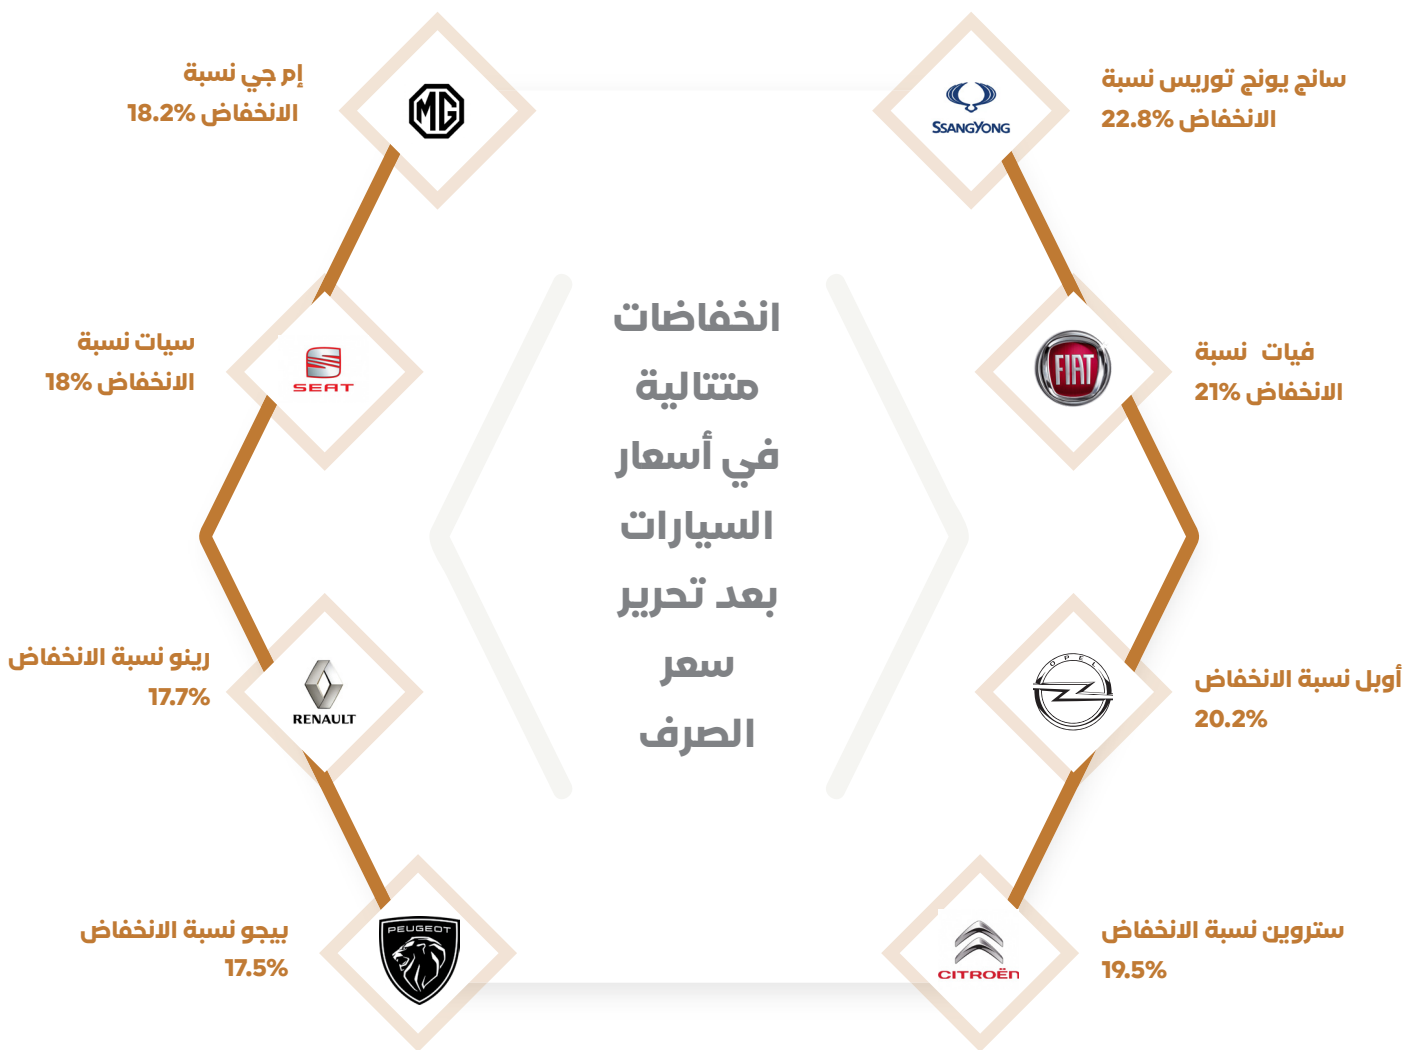 انخفاضات
متتالية
في أسعار
السيارات
بعد تحرير
سعر
الصرف
سانج يونج توريس نسبة
الانخفاض 22.8%
SSANGYONG
فيات نسبة
الانخفاض 21%
FIAT
أوبل نسبة الانخفاض
20.2%
OPEL
ستروين نسبة الانخفاض
19.5%
CITROËN
إم جي نسبة
الانخفاض 18.2%
MG
سيات نسبة
الانخفاض 18%
SEAT
رينو نسبة الانخفاض
17.7%
RENAULT
بيجو نسبة الانخفاض
17.5%
PEUGEOT